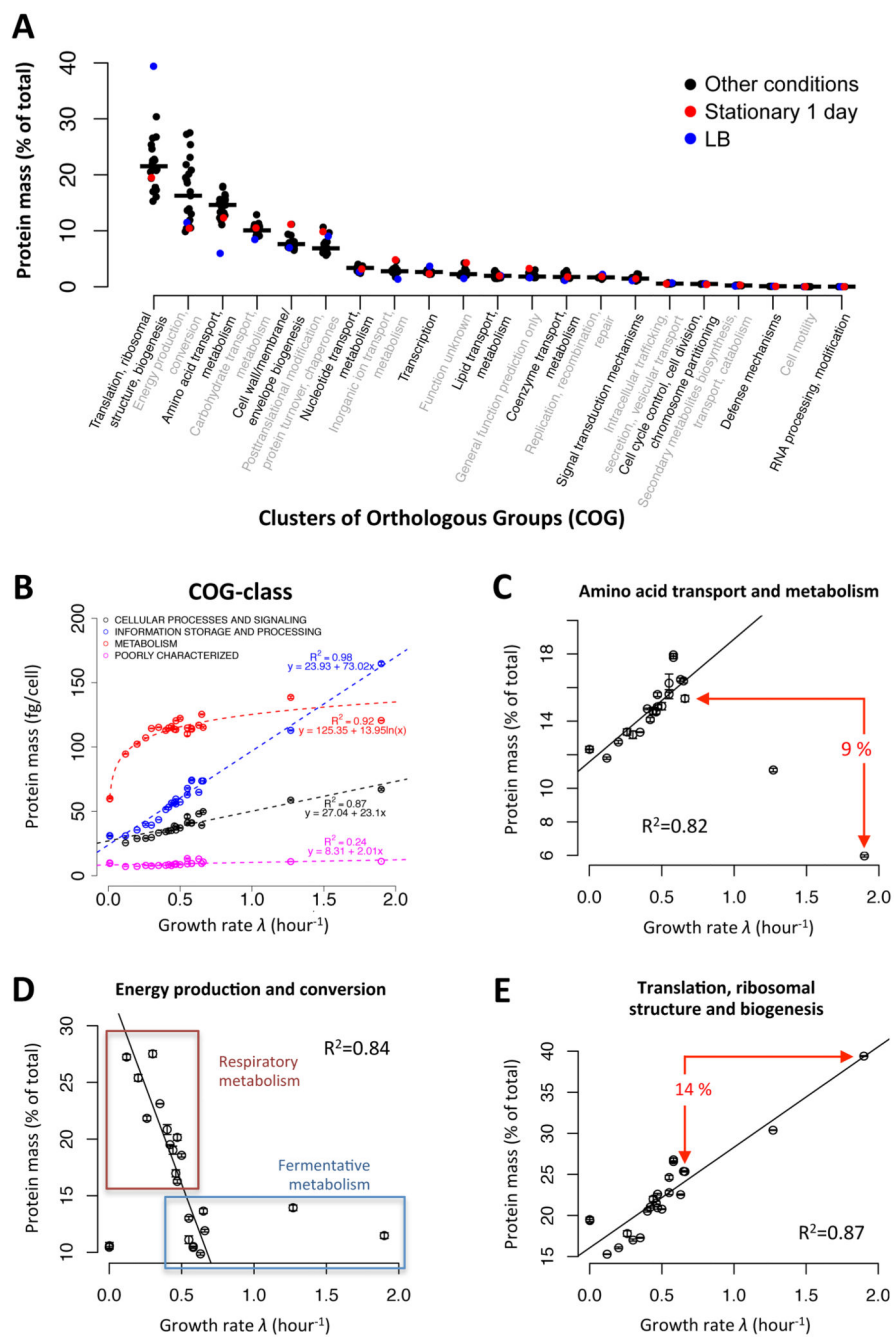 A
Protein mass (% of total)
40
30
20
10
0
Other conditions
Stationary 1 day
LB
Translation, ribosomal
structure, biogenesis
Energy production,
conversion
Amino acid transport,
metabolism
Carbohydrate transport,
metabolism
Cell wall/membrane/
envelope biogenesis
Posttranslational modification,
protein turnover, chaperones
Nucleotide transport,
metabolism
Inorganic ion transport,
metabolism
Transcription
Function unknown
General function prediction only
Lipid transport,
metabolism
Coenzyme transport,
metabolism
Replication, recombination,
repair
Signal transduction mechanisms
Intracellular trafficking,
secretion, vesicular transport
Cell cycle control, cell division,
chromosome partitioning
Secondary metabolites biosynthesis,
transport, catabolism
Defense mechanisms
Cell motility
RNA processing, modification
Clusters of Orthologous Groups (COG)
B
COG-class
CELLULAR PROCESSES AND SIGNALING
INFORMATION STORAGE AND PROCESSING
METABOLISM
POORLY CHARACTERIZED
Protein mass (fg/cell)
200
150
100
50
0
R² = 0.98
y = 23.93 + 73.02x
R² = 0.92
y = 125.35 + 13.95ln(x)
R² = 0.87
y = 27.04 + 23.1x
R² = 0.24
y = 8.31 + 2.01x
0.0 0.5 1.0 1.5 2.0
Growth rate λ (hour⁻¹)
C
Amino acid transport and metabolism
Protein mass (% of total)
18
16
14
12
10
8
6
9 %
R²=0.82
0.0 0.5 1.0 1.5 2.0
Growth rate λ (hour⁻¹)
D
Energy production and conversion
Protein mass (% of total)
30
25
20
15
10
R²=0.84
Respiratory
metabolism
Fermentative
metabolism
0.0 0.5 1.0 1.5 2.0
Growth rate λ (hour⁻¹)
E
Translation, ribosomal
structure and biogenesis
Protein mass (% of total)
40
35
30
25
20
15
14 %
R²=0.87
0.0 0.5 1.0 1.5 2.0
Growth rate λ (hour⁻¹)